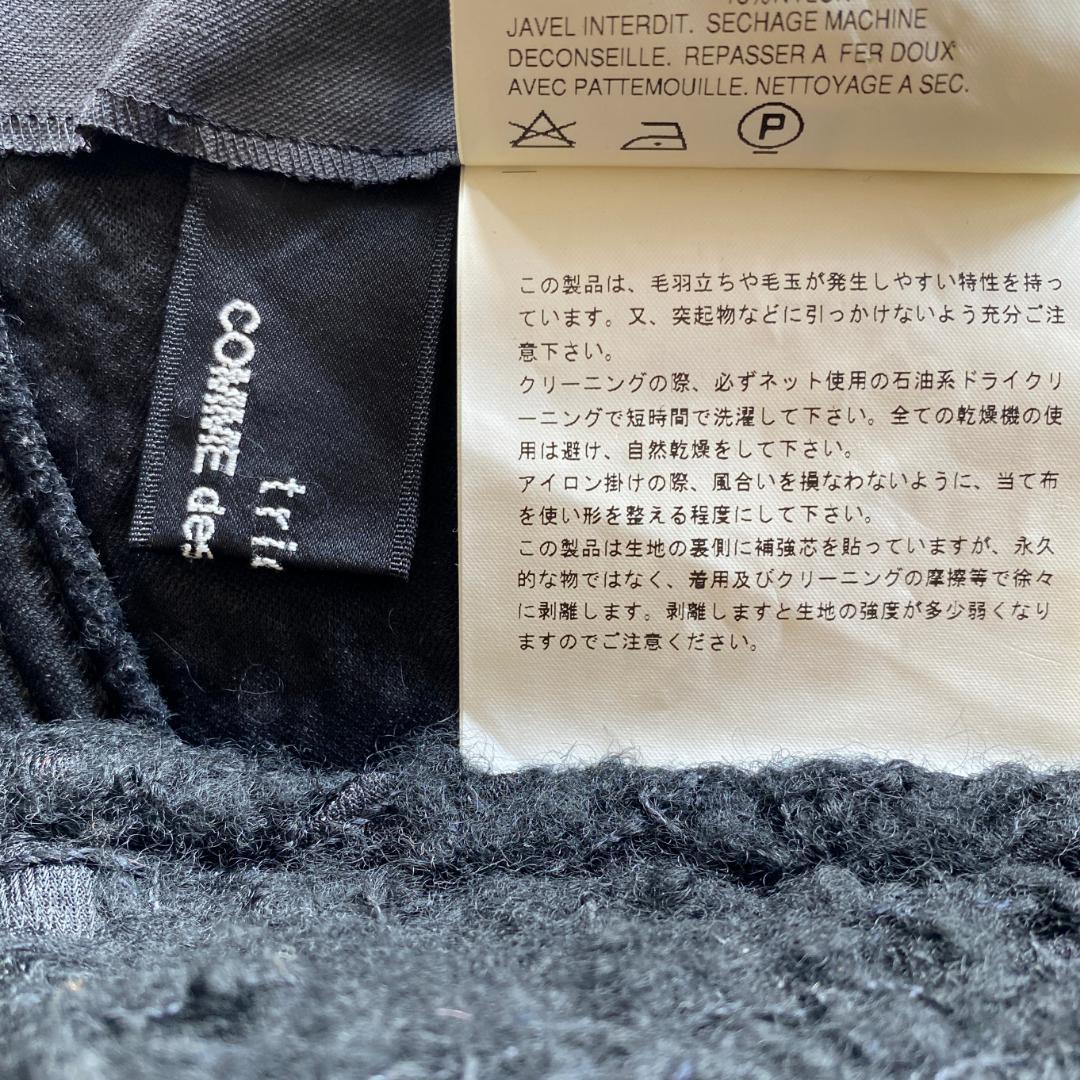 JAVEL INTERDIT. SECHAGE MACHINE
DECONSEILLE. REPASSER A FER DOUX
AVEC PATTEMOUILLE. NETTOYAGE A SEC.
P
この製品は、毛羽立ちや毛玉が発生しやすい特性を持っ
ています。又、突起物などに引っかけないよう充分ご注
意下さい。
クリーニングの際、必ずネット使用の石油系ドライクリ
ーニングで短時間で洗濯して下さい。全ての乾燥機の使
用は避け、自然乾燥をして下さい。
アイロン掛けの際、風合いを損なわないように、当て布
を使い形を整える程度にして下さい。
この製品は生地の裏側に補強芯を貼っていますが、永久
的な物ではなく、着用及びクリーニングの摩擦等で徐々
に剥離します。剥離しますと生地の強度が多少弱くなり
ますのでご注意ください。
tri
COMME des